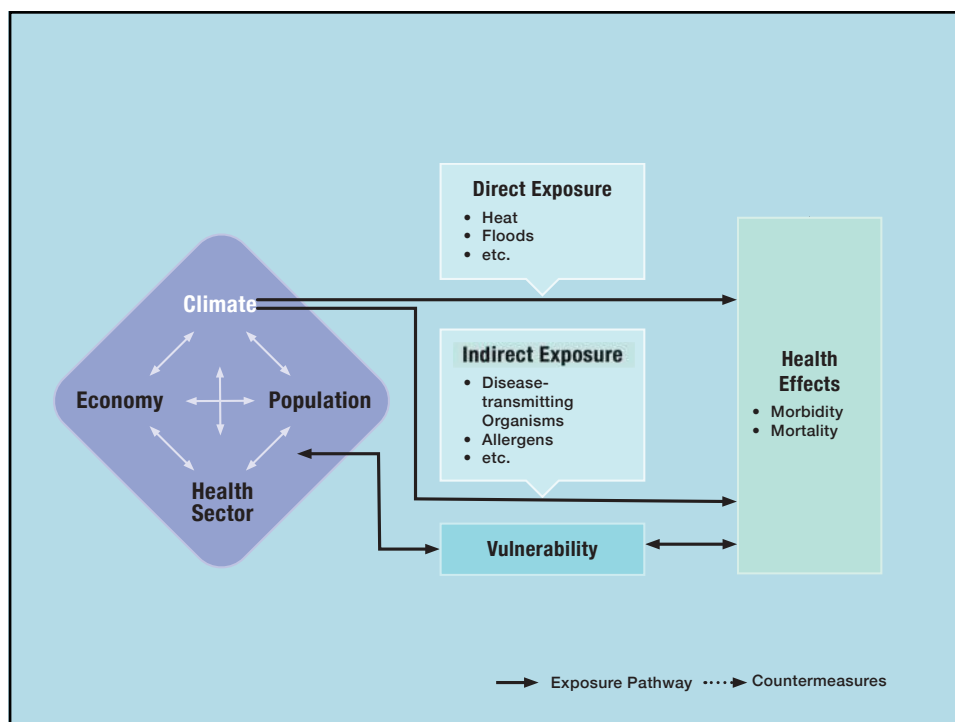 Direct Exposure
• Heat
• Floods
• etc.
Climate
Economy
Population
Health
Sector
Indirect Exposure
• Disease-
transmitting
Organisms
• Allergens
• etc.
Vulnerability
Health
Effects
• Morbidity
• Mortality
Exposure Pathway
Countermeasures